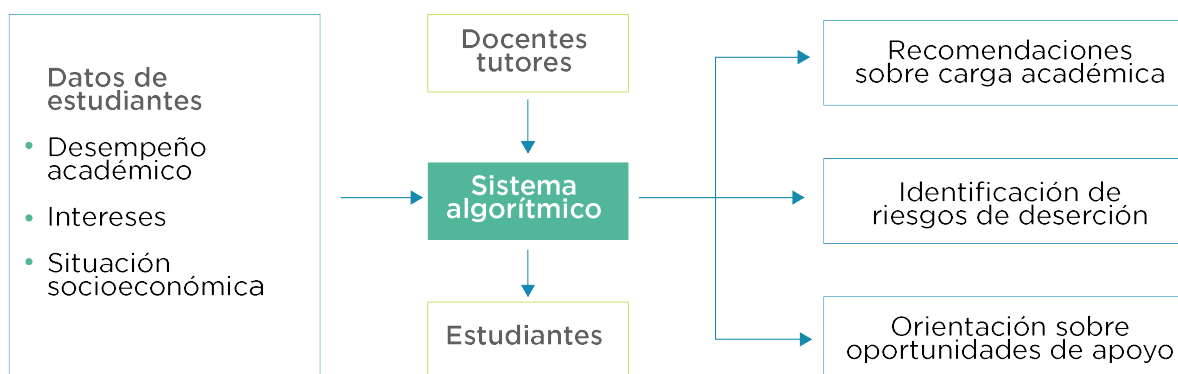 Datos de
estudiantes
• Desempeño
académico
• Intereses
• Situación
socioeconómica
Docentes
tutores
Sistema
algorítmico
Estudiantes
Recomendaciones
sobre carga académica
Identificación de
riesgos de deserción
Orientación sobre
oportunidades de apoyo